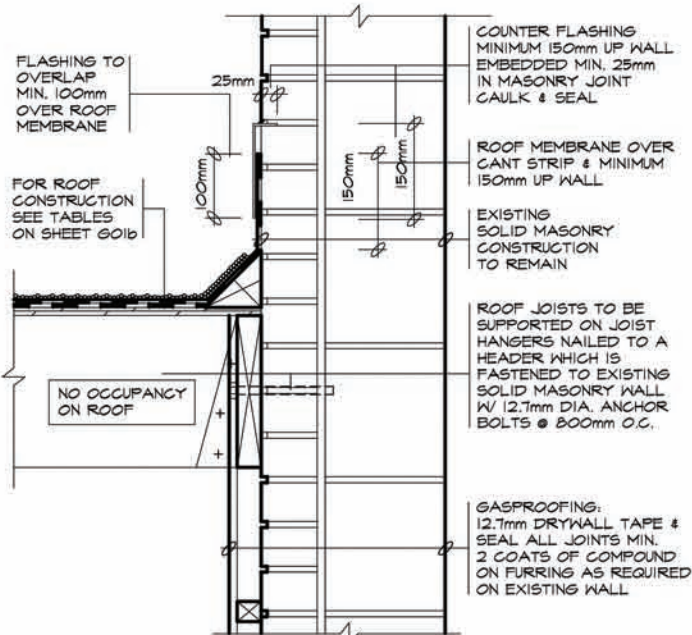 FLASHING TO
OVERLAP
MIN. 100mm
OVER ROOF
MEMBRANE
FOR ROOF
CONSTRUCTION
SEE TABLES
ON SHEET G016
NO OCCUPANCY
ON ROOF
25mm
100mm
150mm
150mm
COUNTER FLASHING
MINIMUM 150mm UP WALL
EMBEDDED MIN. 25mm
IN MASONRY JOINT
CAULK & SEAL
ROOF MEMBRANE OVER
CANT STRIP & MINIMUM
150mm UP WALL
EXISTING
SOLID MASONRY
CONSTRUCTION
TO REMAIN
ROOF JOISTS TO BE
SUPPORTED ON JOIST
HANGERS NAILED TO A
HEADER WHICH IS
FASTENED TO EXISTING
SOLID MASONRY WALL
W/ 12.7mm DIA. ANCHOR
BOLTS @ 800mm O.C.
GASPROOFING:
12.7mm DRYWALL TAPE &
SEAL ALL JOINTS MIN.
2 COATS OF COMPOUND
ON FURRING AS REQUIRED
ON EXISTING WALL